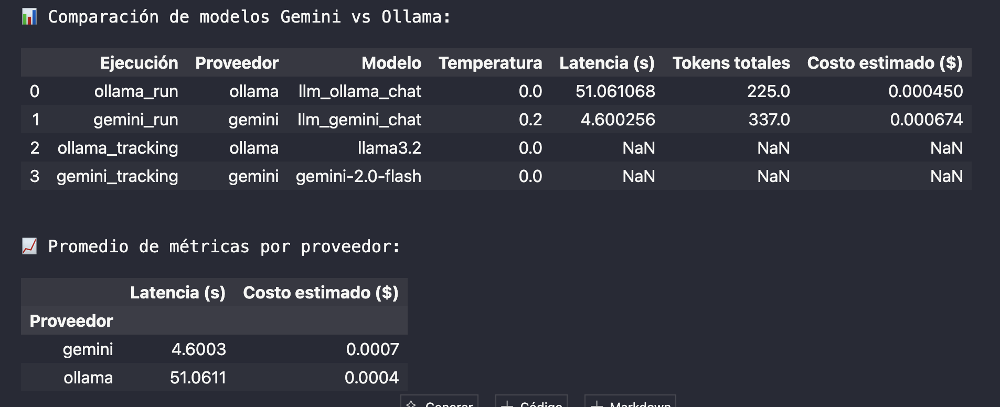 Comparación de modelos Gemini vs Ollama:
Ejecución Proveedor Modelo Temperatura Latencia (s) Tokens totales Costo estimado ($)
0 ollama_run ollama llm_ollama_chat 0.0 51.061068 225.0 0.000450
1 gemini_run gemini llm_gemini_chat 0.2 4.600256 337.0 0.000674
2 ollama_tracking ollama llama3.2 0.0 NaN NaN NaN
3 gemini_tracking gemini gemini-2.0-flash 0.0 NaN NaN NaN
Promedio de métricas por proveedor:
Latencia (s) Costo estimado ($)
Proveedor
gemini 4.6003 0.0007
ollama 51.0611 0.0004
Generar Código Markdown